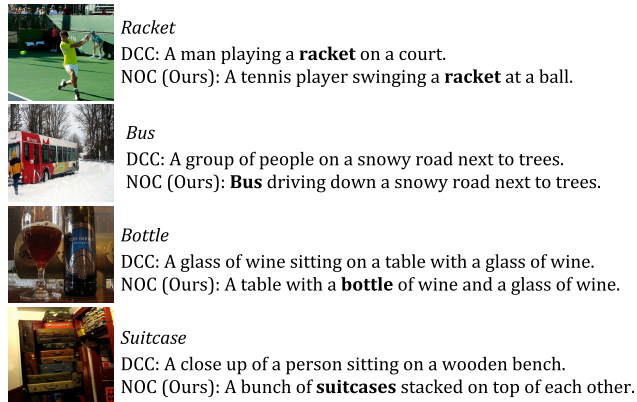 Racket
DCC: A man playing a racket on a court.
NOC (Ours): A tennis player swinging a racket at a ball.
Bus
DCC: A group of people on a snowy road next to trees.
NOC (Ours): Bus driving down a snowy road next to trees.
Bottle
DCC: A glass of wine sitting on a table with a glass of wine.
NOC (Ours): A table with a bottle of wine and a glass of wine.
Suitcase
DCC: A close up of a person sitting on a wooden bench.
NOC (Ours): A bunch of suitcases stacked on top of each other.